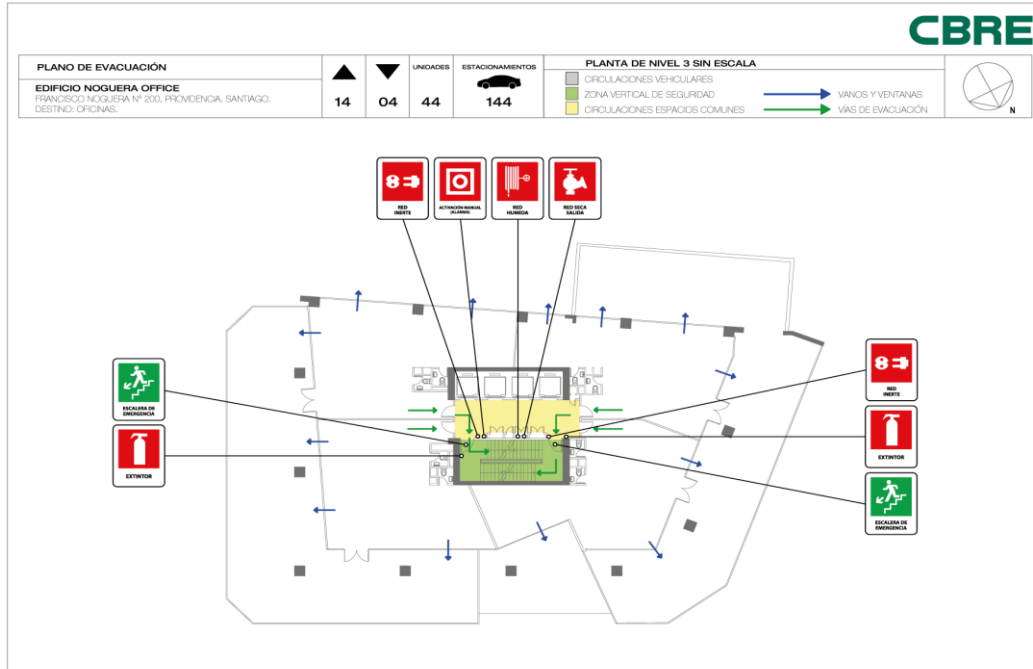 CBRE
PLANO DE EVACUACIÓN
EDIFICIO NOGUERA OFFICE
FRANCISCO NOGUERA Nº 200, PROVIDENCIA, SANTIAGO.
DESTINO: OFICINAS.
14
04
UNIDADES
44
ESTACIONAMIENTOS
144
PLANTA DE NIVEL 3 SIN ESCALA
CIRCULACIONES VEHICULARES
ZONA VERTICAL DE SEGURIDAD
CIRCULACIONES ESPACIOS COMUNES
VANOS Y VENTANAS
VÍAS DE EVACUACIÓN
N
RED
INERTE
ACTIVACIÓN MANUAL
(ALARMA)
RED
HUMEDA
RED SECA
SALIDA
ESCALERA DE
EMERGENCIA
EXTINTOR
RED
INERTE
EXTINTOR
ESCALERA DE
EMERGENCIA